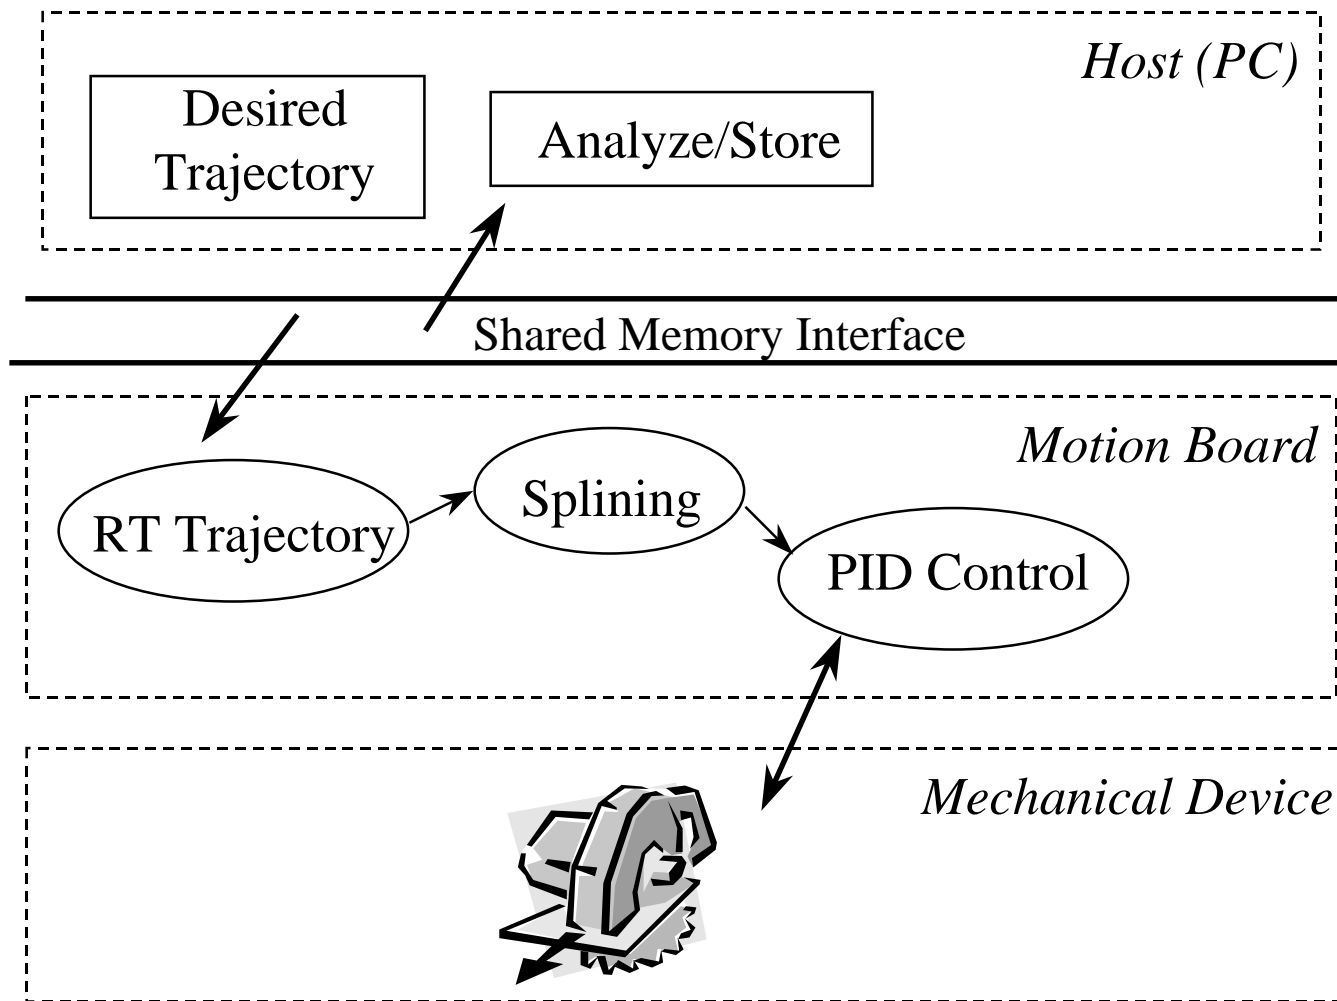 Host (PC)
Desired
Trajectory
Analyze/Store
Shared Memory Interface
Motion Board
RT Trajectory
Splining
PID Control
Mechanical Device